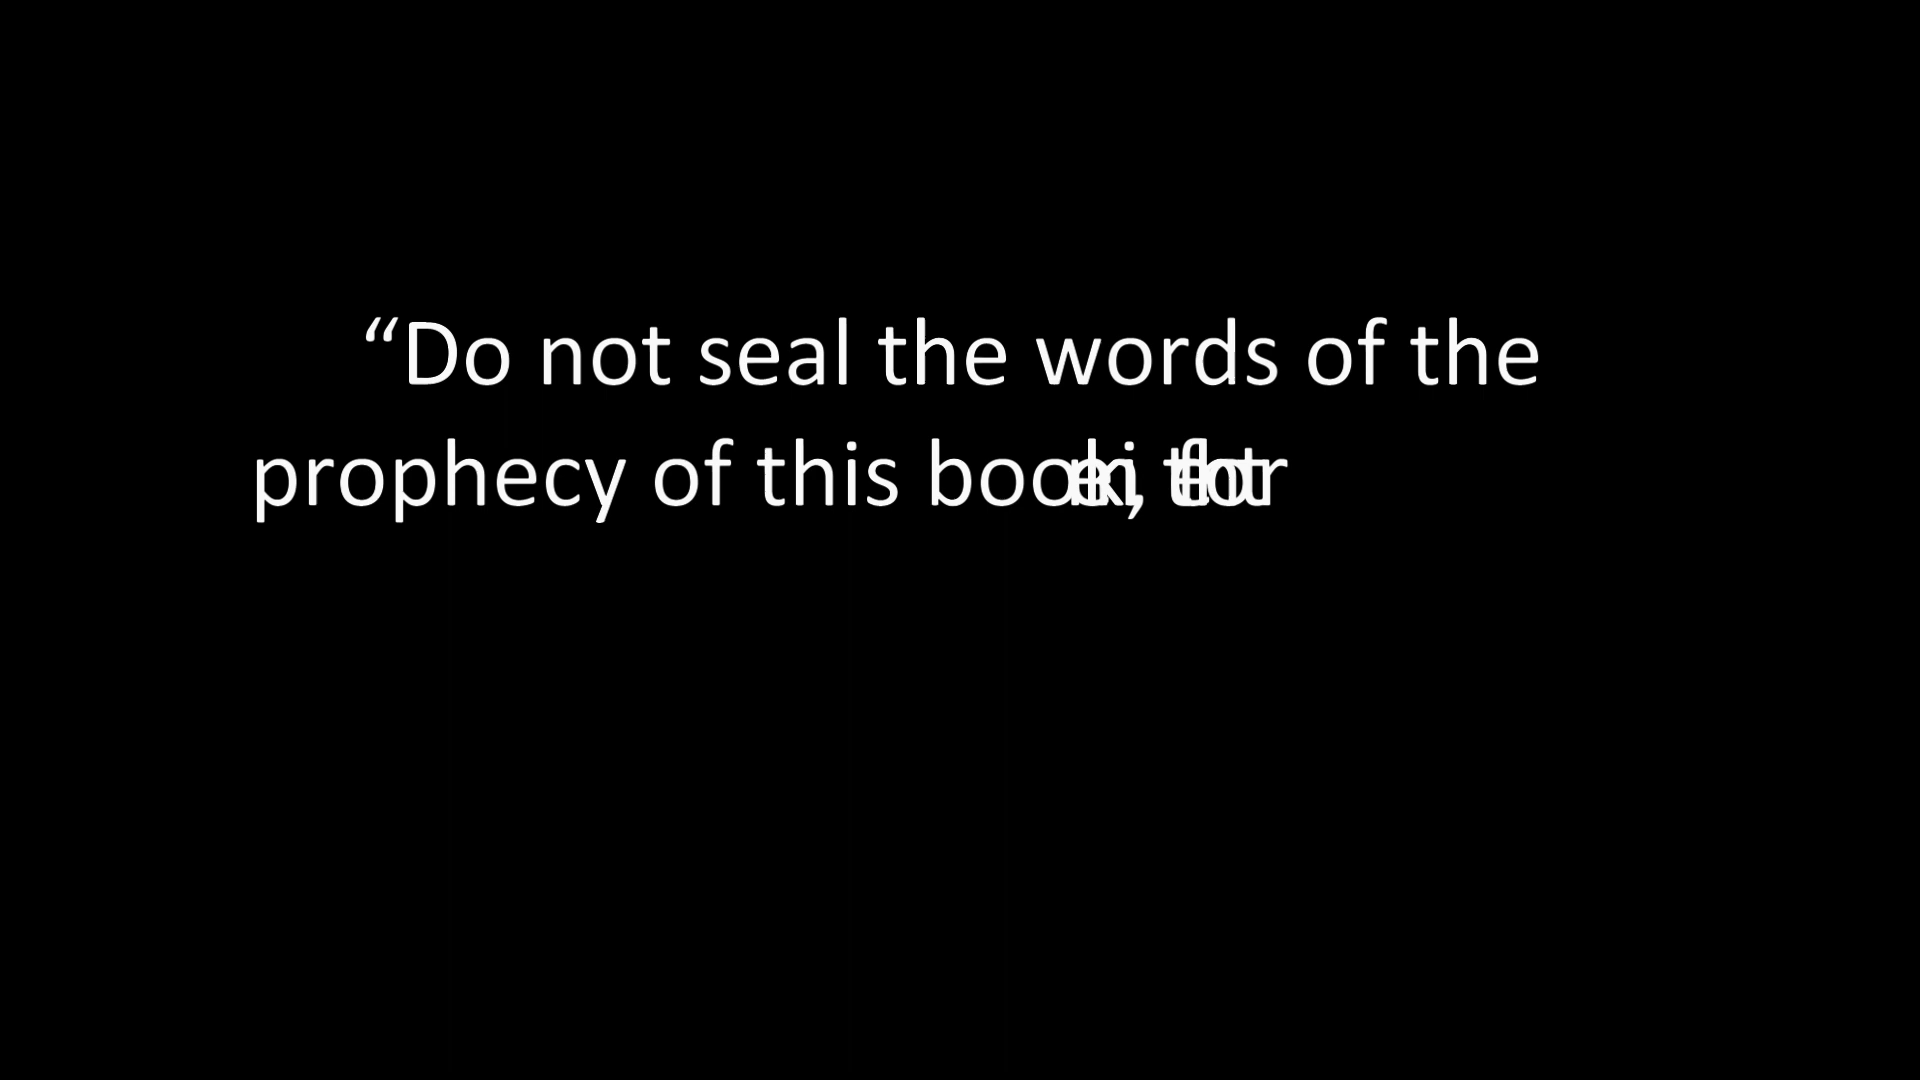 “Do not seal the words of the
prophecy of this book, for